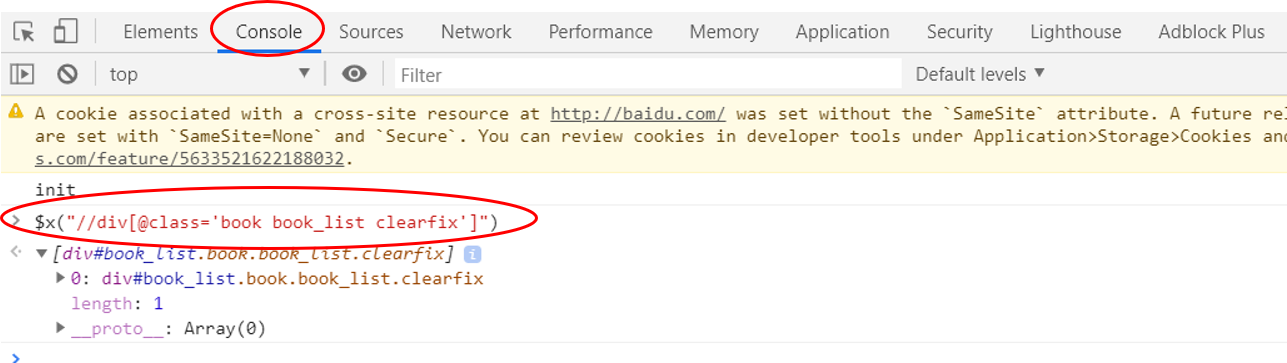 Elements Console Sources Network Performance Memory Application Security Lighthouse Adblock Plus
top Filter Default levels
A cookie associated with a cross-site resource at http://baidu.com/ was set without the `SameSite` attribute. A future rel
are set with `SameSite=None` and `Secure`. You can review cookies in developer tools under Application>Storage>Cookies and
s.com/feature/5633521622188032.
init
$x("//div[@class='book book_list clearfix']")
[div#book_list.book.book_list.clearfix]
0: div#book_list.book.book_list.clearfix
length: 1
__proto__: Array(0)